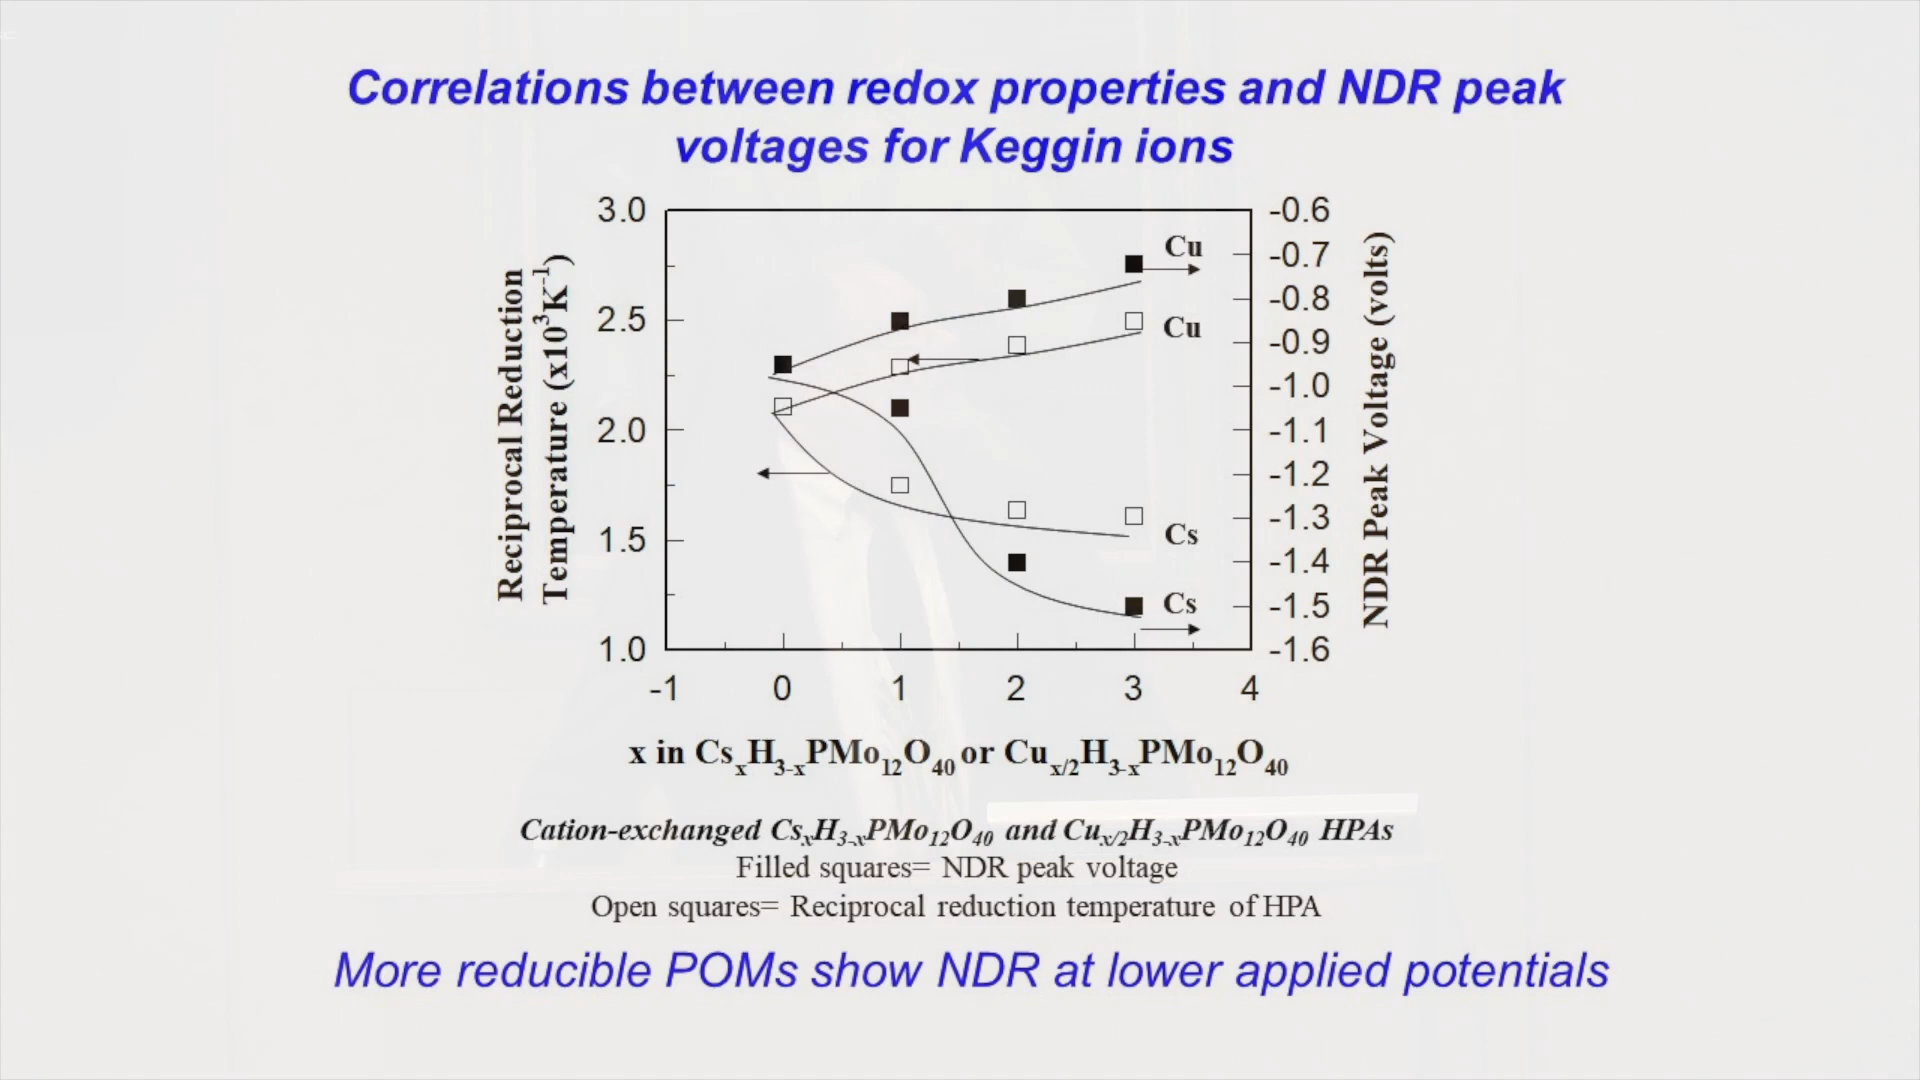 Correlations between redox properties and NDR peak
voltages for Keggin ions
Reciprocal Reduction
Temperature (x10³K⁻¹)
3.0
2.5
2.0
1.5
1.0
-0.6
-0.7
-0.8
-0.9
-1.0
-1.1
-1.2
-1.3
-1.4
-1.5
-1.6
NDR Peak Voltage (volts)
Cu
Cu
Cs
Cs
-1 0 1 2 3 4
x in CsₓH₃₋ₓPMo₁₂O₄₀ or Cuₓ/₂H₃₋ₓPMo₁₂O₄₀
Cation-exchanged CsₓH₃₋ₓPMo₁₂O₄₀ and Cuₓ/₂H₃₋ₓPMo₁₂O₄₀ HPAs
Filled squares= NDR peak voltage
Open squares= Reciprocal reduction temperature of HPA
More reducible POMs show NDR at lower applied potentials